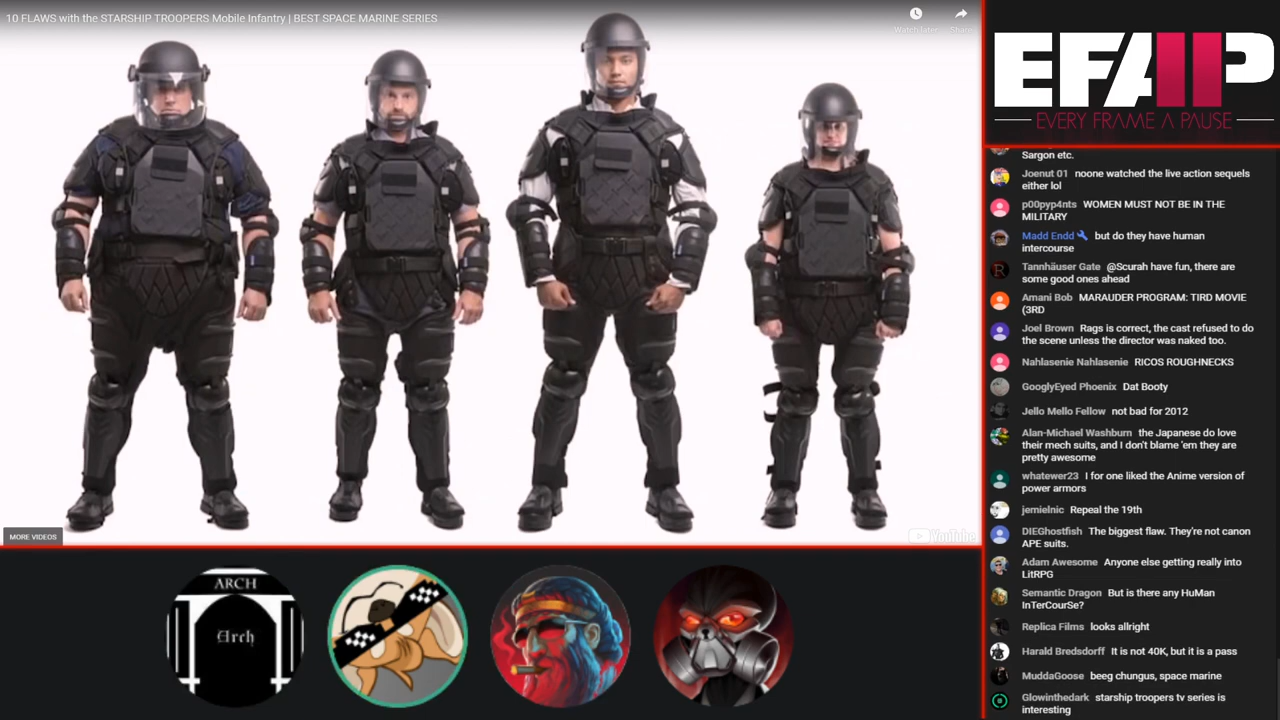 10 FLAWS with the STARSHIP TROOPERS Mobile Infantry | BEST SPACE MARINE SERIES
Watch later
Share
MORE VIDEOS
YouTube
ARCH
Arch
EFAP
EVERY FRAME A PAUSE
Sargon etc.
Joenut 01 noone watched the live action sequels
either lol
p00pyp4nts WOMEN MUST NOT BE IN THE
MILITARY
Madd Endd but do they have human
intercourse
Tannhäuser Gate @Scurah have fun, there are
some good ones ahead
Amani Bob MARAUDER PROGRAM: TIRD MOVIE
(3RD
Joel Brown Rags is correct, the cast refused to do
the scene unless the director was naked too.
Nahlasenie Nahlasenie RICOS ROUGHNECKS
GooglyEyed Phoenix Dat Booty
Jello Mello Fellow not bad for 2012
Alan-Michael Washburn the Japanese do love
their mech suits, and I don't blame 'em they are
pretty awesome
whatewer23 I for one liked the Anime version of
power armors
jemielnic Repeal the 19th
DIEGhostfish The biggest flaw. They're not canon
APE suits.
Adam Awesome Anyone else getting really into
LitRPG
Semantic Dragon But is there any HuMan
InTerCourSe?
Replica Films looks allright
Harald Bredsdorff It is not 40K, but it is a pass
MuddaGoose beeg chungus, space marine
Glowinthedark starship troopers tv series is
interesting